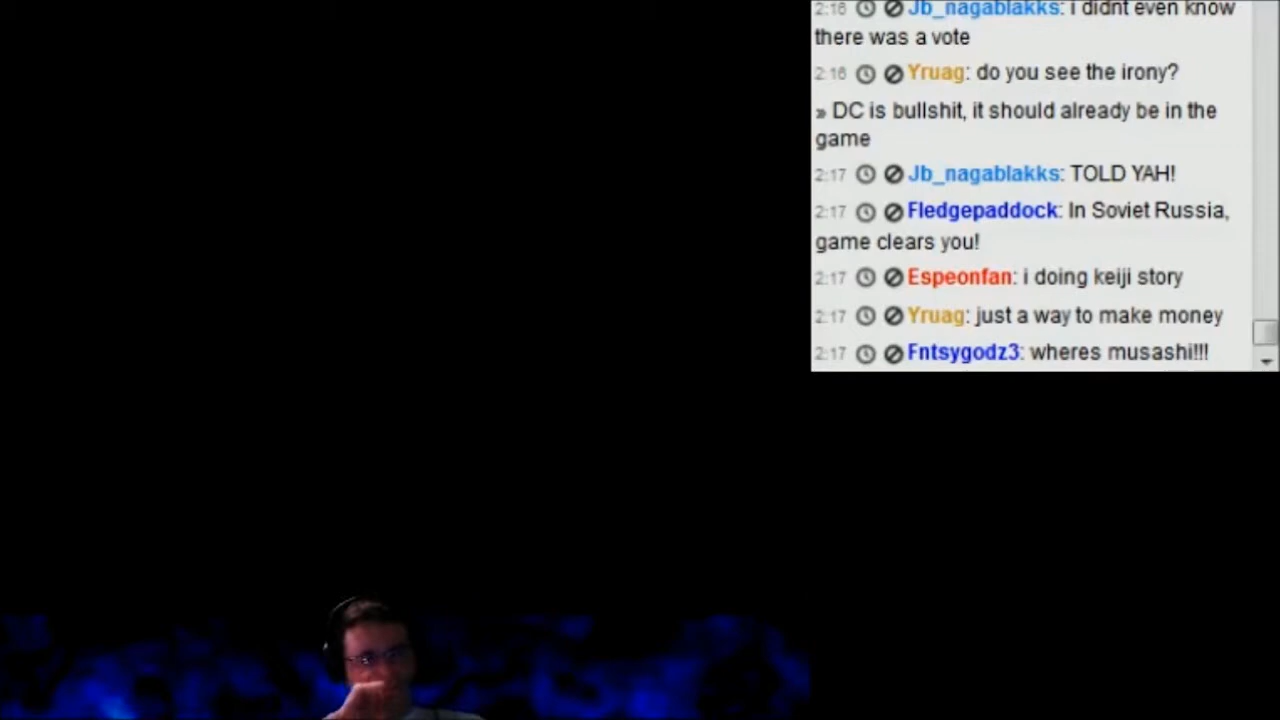 2:16 Jb_nagablakks: i didnt even know
there was a vote
2:16 Yruag: do you see the irony?
» DC is bullshit, it should already be in the
game
2:17 Jb_nagablakks: TOLD YAH!
2:17 Fledgepaddock: In Soviet Russia,
game clears you!
2:17 Espeonfan: i doing keiji story
2:17 Yruag: just a way to make money
2:17 Fntsygodz3: wheres musashi!!!